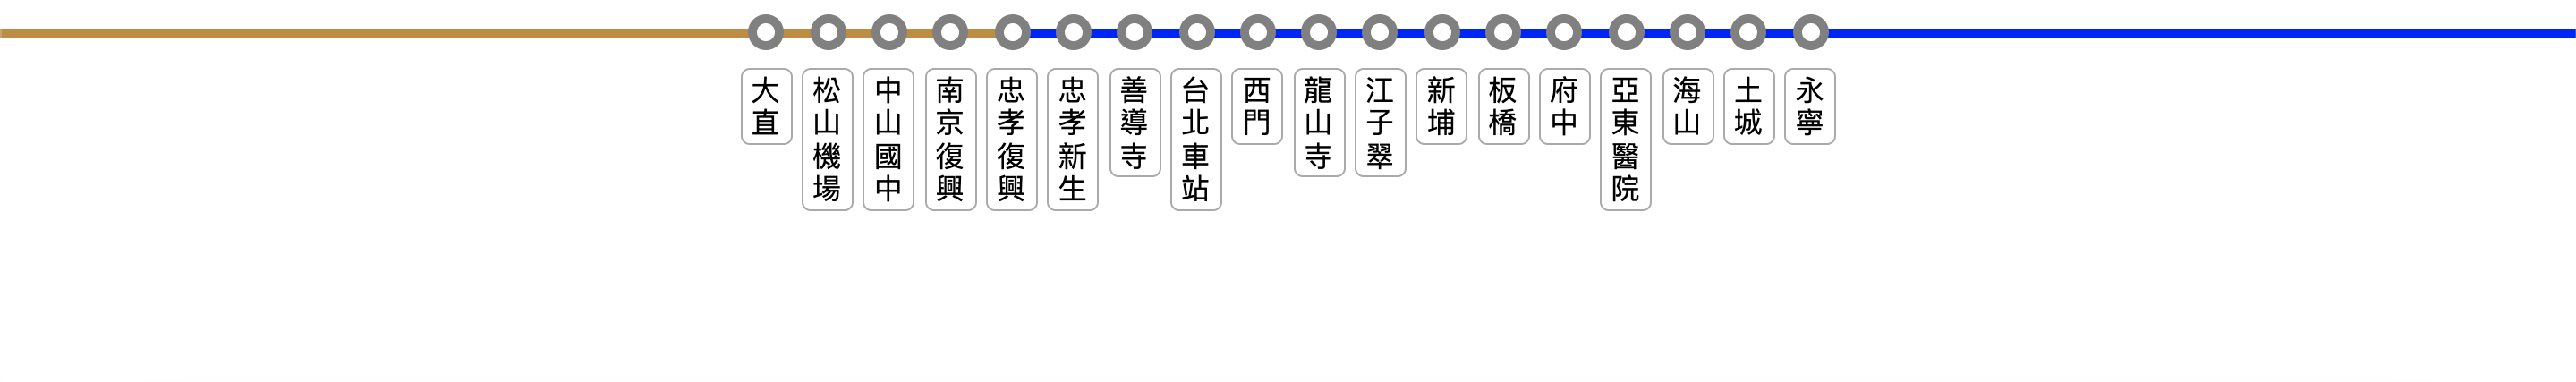 大直
松山機場
中山國中
南京復興
忠孝復興
忠孝新生
善導寺
台北車站
西門
龍山寺
江子翠
新埔
板橋
府中
亞東醫院
海山
土城
永寧